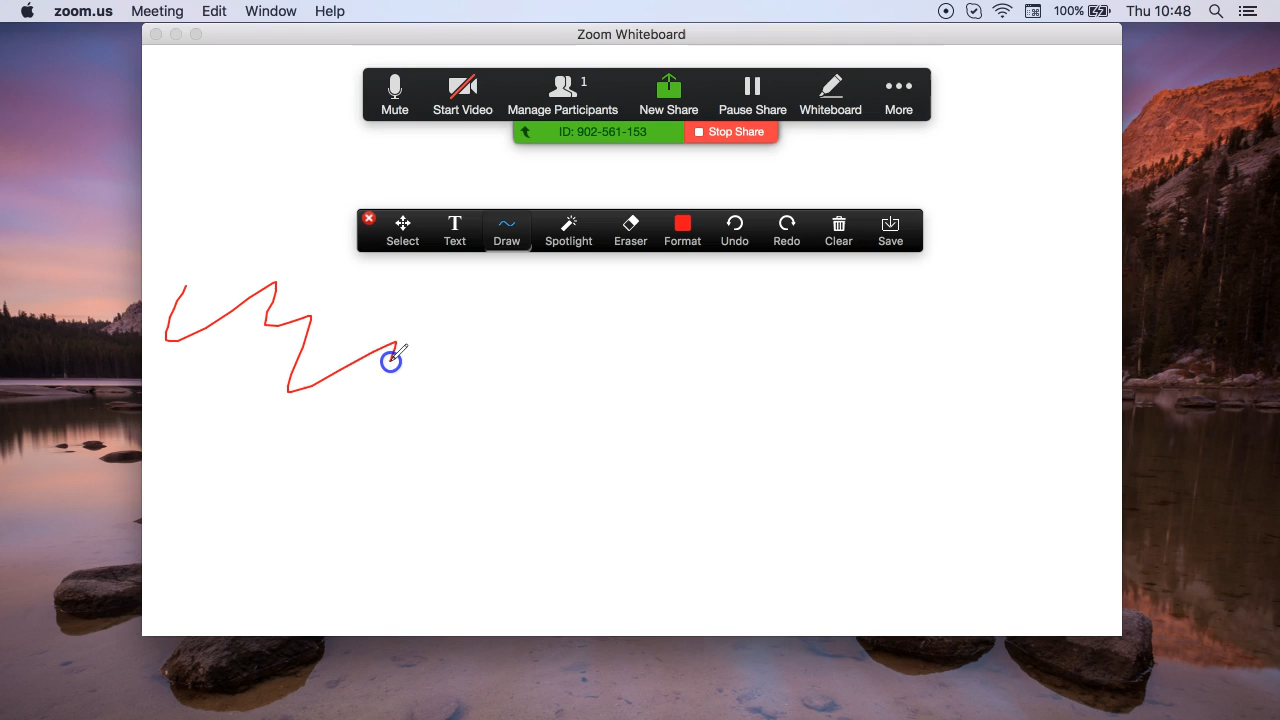 zoom.us Meeting Edit Window Help 100% Thu 10:48
Zoom Whiteboard
1
Mute Start Video Manage Participants New Share Pause Share Whiteboard More
ID: 902-561-153 Stop Share
Select Text Draw Spotlight Eraser Format Undo Redo Clear Save